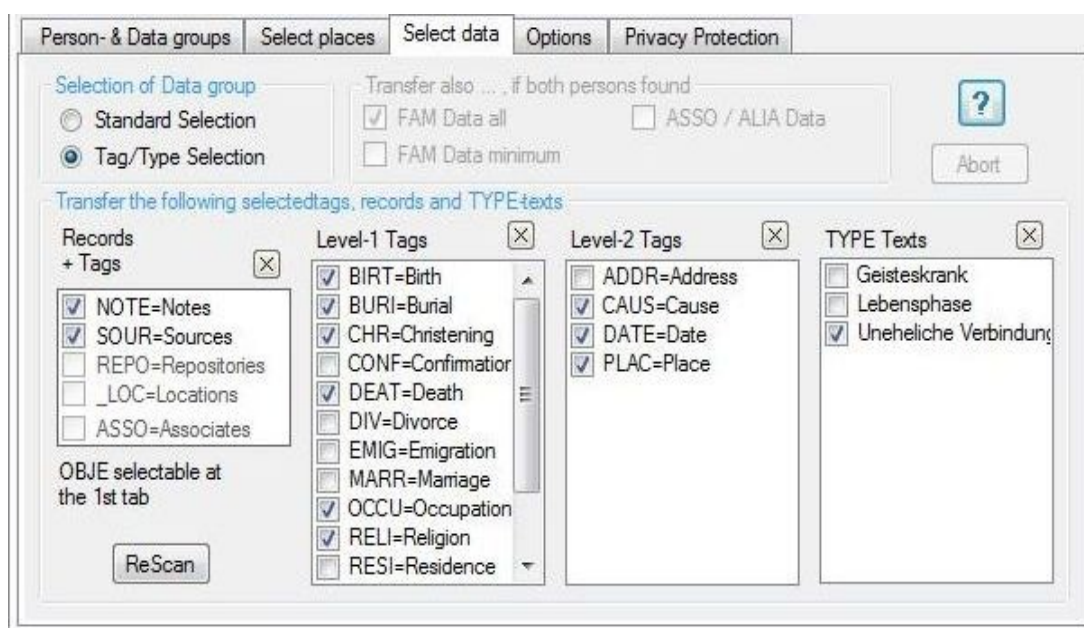 Person- & Data groups
Select places
Select data
Options
Privacy Protection
Selection of Data group
Standard Selection
Tag/Type Selection
Transfer also ... , if both persons found
FAM Data all
ASSO / ALIA Data
FAM Data minimum
?
Abort
Transfer the following selectedtags, records and TYPE-texts
Records
+ Tags
NOTE=Notes
SOUR=Sources
REPO=Repositories
_LOC=Locations
ASSO=Associates
OBJE selectable at
the 1st tab
ReScan
Level-1 Tags
BIRT=Birth
BURI=Burial
CHR=Christening
CONF=Confirmation
DEAT=Death
DIV=Divorce
EMIG=Emigration
MARR=Marriage
OCCU=Occupation
RELI=Religion
RESI=Residence
Level-2 Tags
ADDR=Address
CAUS=Cause
DATE=Date
PLAC=Place
TYPE Texts
Geisteskrank
Lebensphase
Uneheliche Verbindung